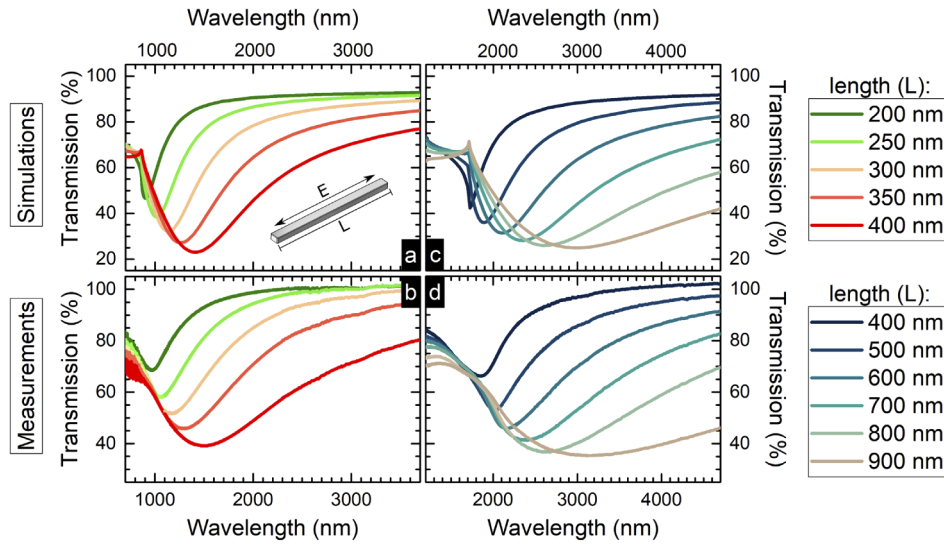 Wavelength (nm)
Wavelength (nm)
1000 2000 3000
2000 3000 4000
Simulations
Transmission (%)
100
80
60
40
20
E
L
a
c
100
80
60
40
20
Transmission (%)
length (L):
200 nm
250 nm
300 nm
350 nm
400 nm
Measurements
Transmission (%)
100
80
60
40
b
d
100
80
60
40
Transmission (%)
length (L):
400 nm
500 nm
600 nm
700 nm
800 nm
900 nm
1000 2000 3000
2000 3000 4000
Wavelength (nm)
Wavelength (nm)